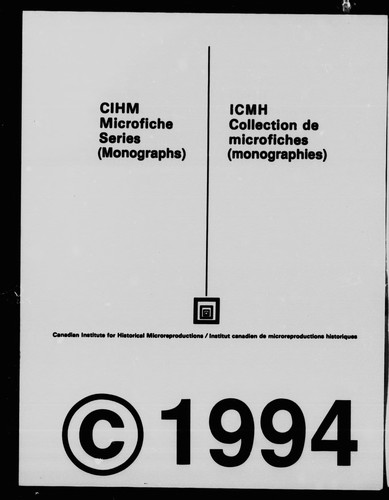 CIHM
Microfiche
Series
(Monographs)
ICMH
Collection de
microfiches
(monographies)
Canadian Institute for Historical Microreproductions / Institut canadien de microreproductions historiques
© 1994